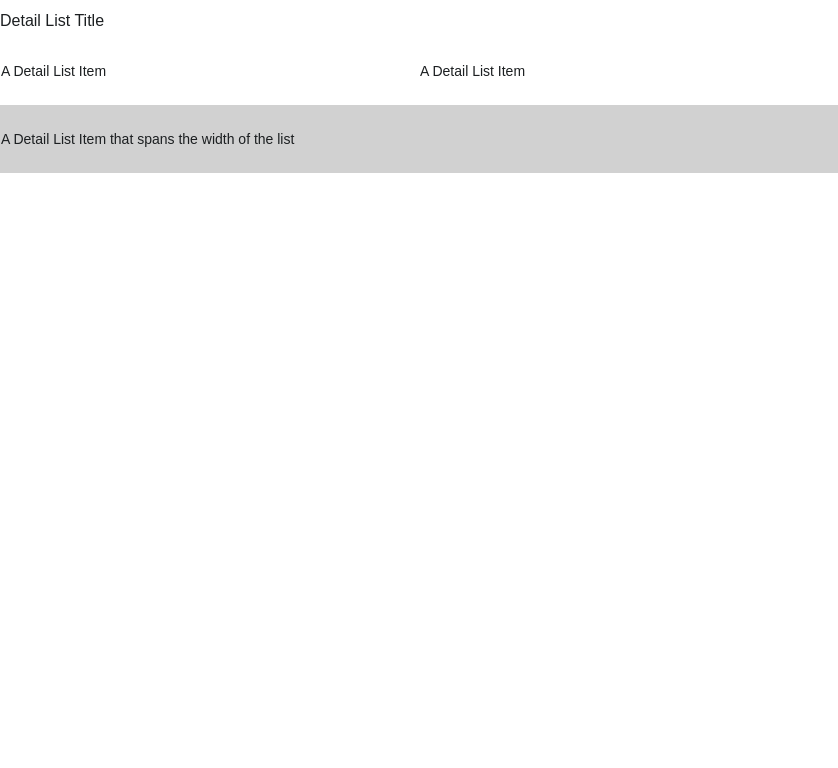 Detail List Title
A Detail List Item
A Detail List Item
A Detail List Item that spans the width of the list